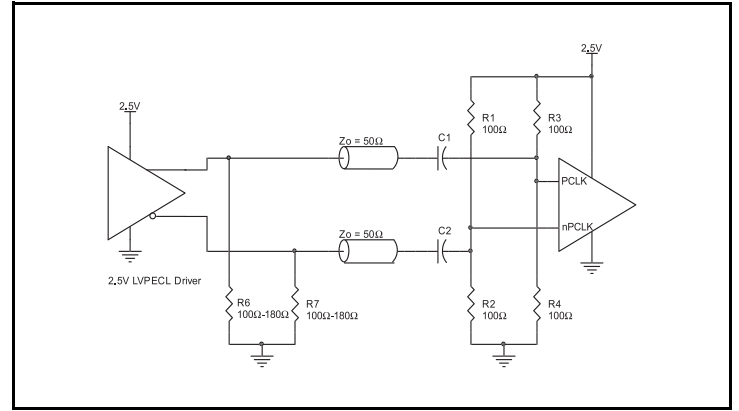 2.5V
2.5V
R1
100Ω
R3
100Ω
Zo = 50Ω
C1
PCLK
nPCLK
Zo = 50Ω
C2
2.5V LVPECL Driver
R6
100Ω-180Ω
R7
100Ω-180Ω
R2
100Ω
R4
100Ω